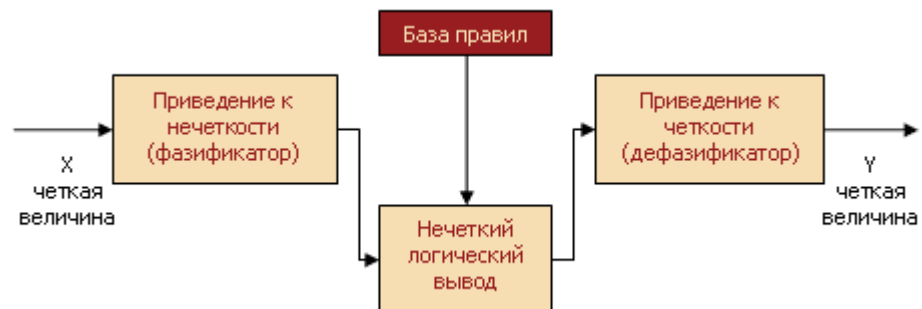 База правил
Приведение к
нечеткости
(фазификатор)
Приведение к
четкости
(дефазификатор)
X
четкая
величина
Y
четкая
величина
Нечеткий
логический
вывод